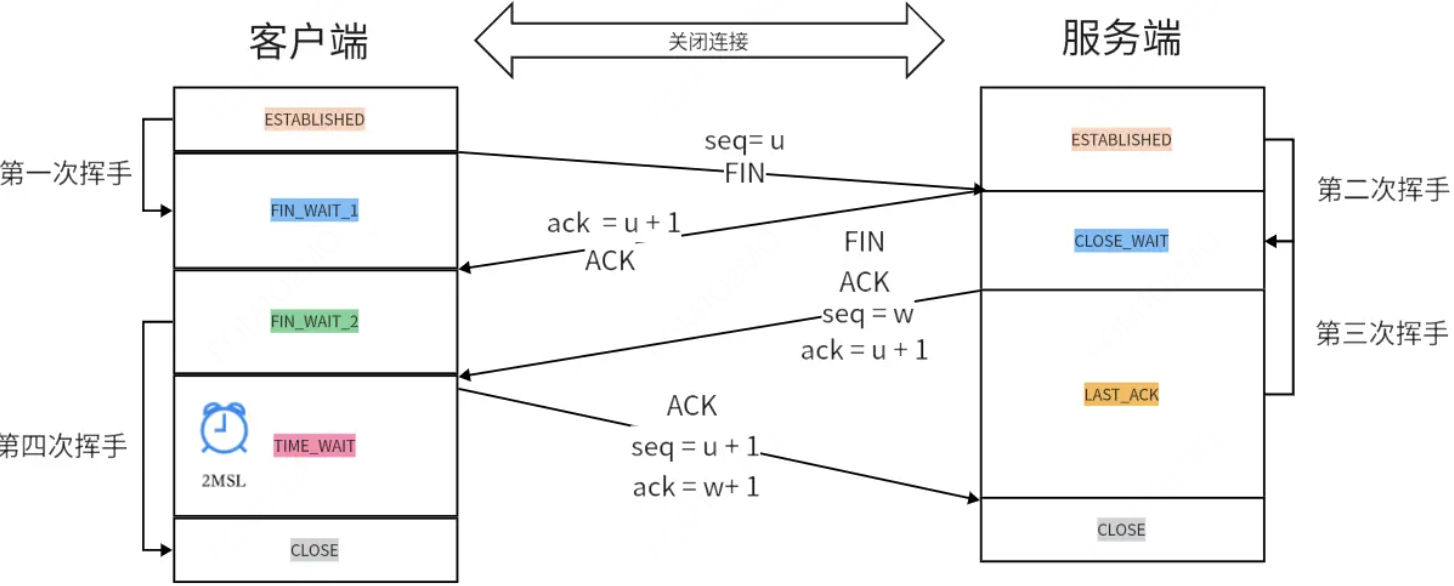 客户端
关闭连接
服务端
ESTABLISHED
ESTABLISHED
第一次挥手
seq= u
FIN
第二次挥手
FIN_WAIT_1
ack = u + 1
ACK
CLOSE_WAIT
FIN
ACK
seq = w
ack = u + 1
FIN_WAIT_2
第三次挥手
LAST_ACK
ACK
seq = u + 1
ack = w+ 1
第四次挥手
TIME_WAIT
2MSL
CLOSE
CLOSE